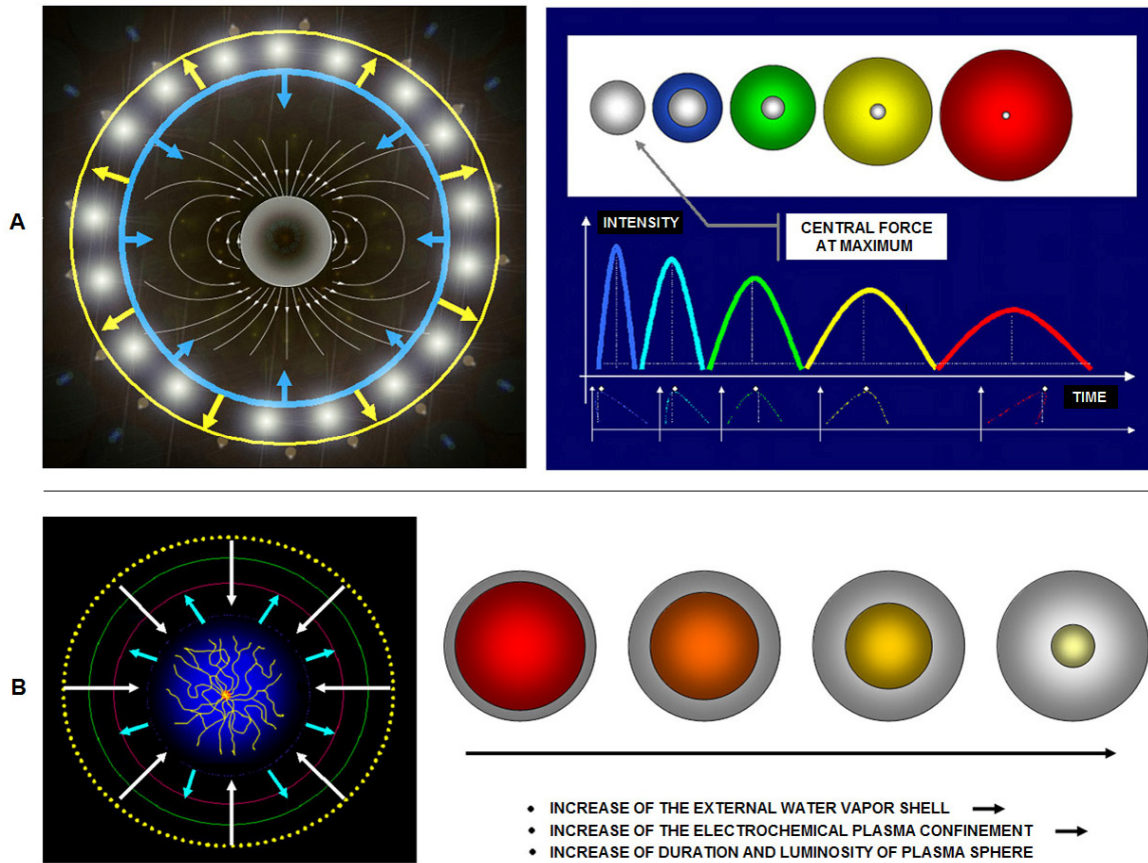 A
INTENSITY
CENTRAL FORCE
AT MAXIMUM
TIME
B
• INCREASE OF THE EXTERNAL WATER VAPOR SHELL
• INCREASE OF THE ELECTROCHEMICAL PLASMA CONFINEMENT
• INCREASE OF DURATION AND LUMINOSITY OF PLASMA SPHERE